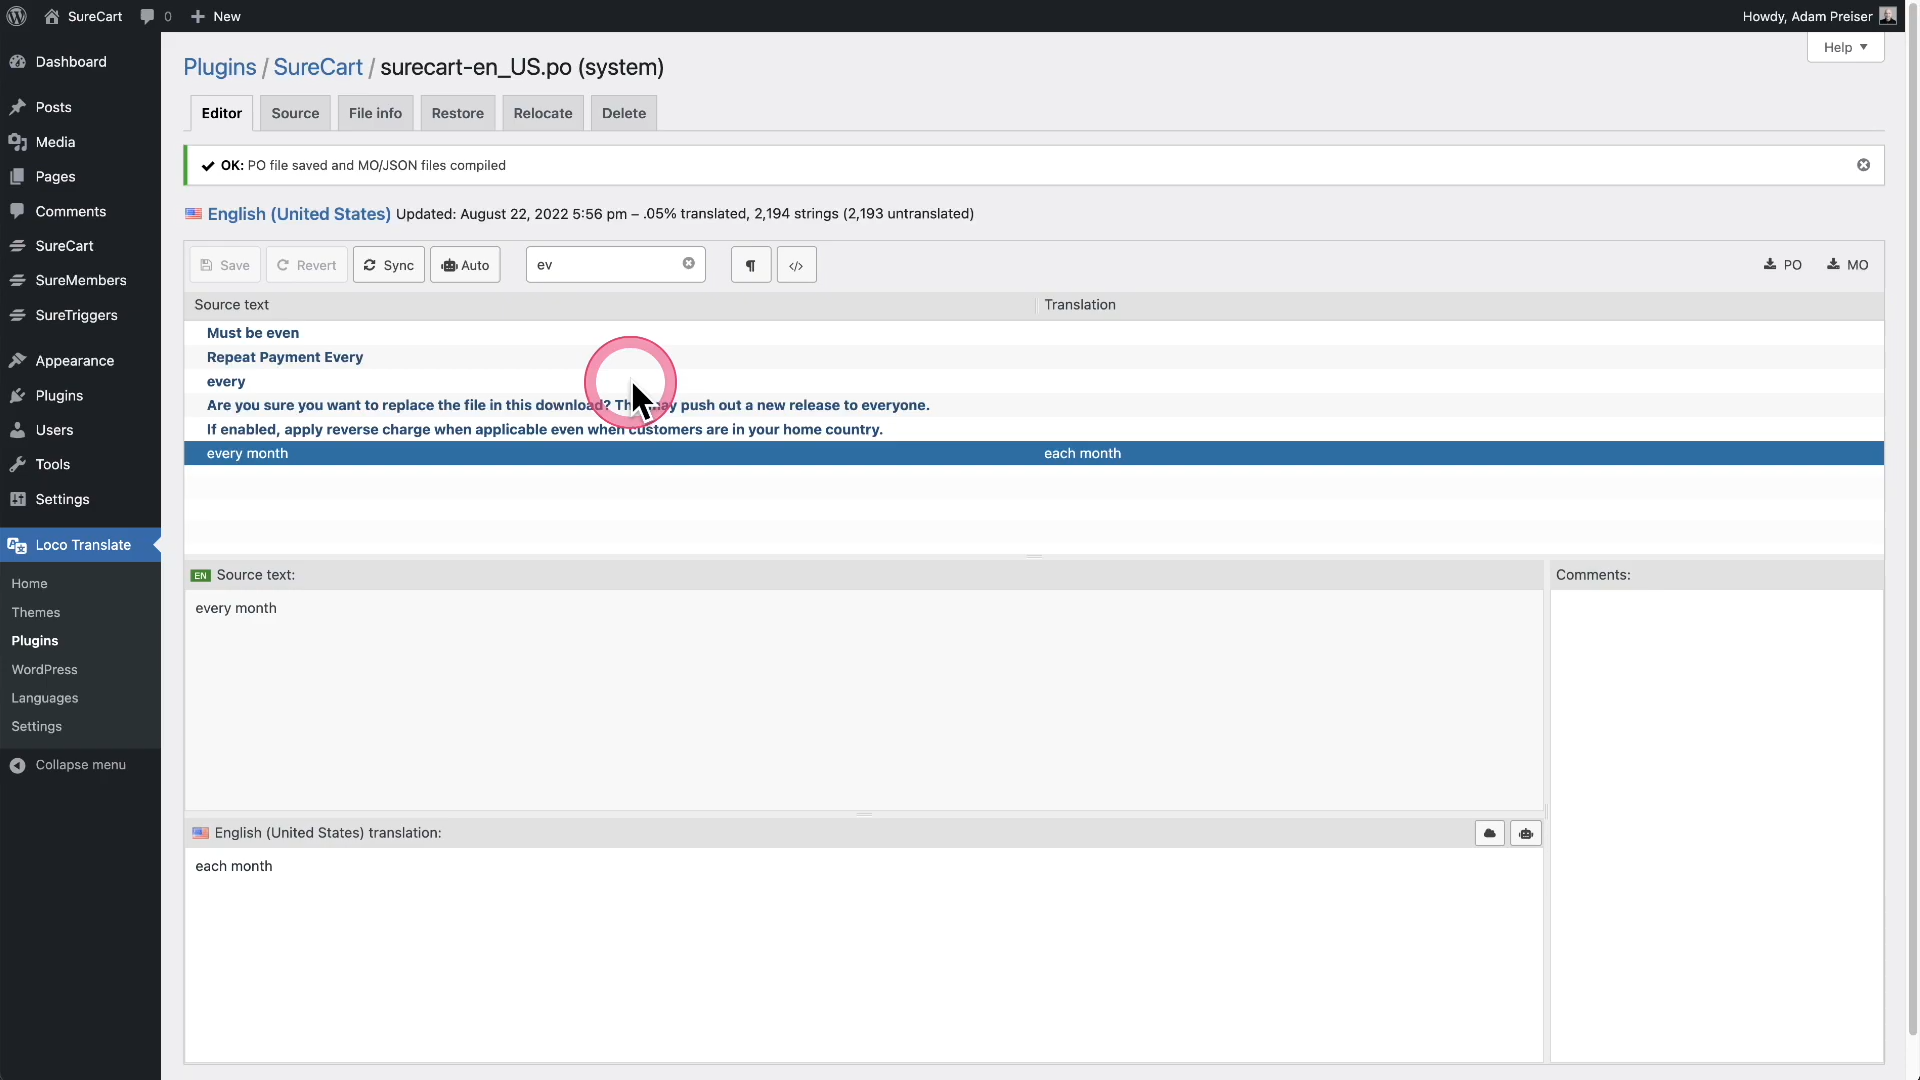 SureCart
0
New
Howdy, Adam Preiser
Help
Dashboard
Posts
Media
Pages
Comments
SureCart
SureMembers
SureTriggers
Appearance
Plugins
Users
Tools
Settings
Loco Translate
Home
Themes
Plugins
WordPress
Languages
Settings
Collapse menu
Plugins / SureCart / surecart-en_US.po (system)
Editor
Source
File info
Restore
Relocate
Delete
OK: PO file saved and MO/JSON files compiled
English (United States) Updated: August 22, 2022 5:56 pm – .05% translated, 2,194 strings (2,193 untranslated)
Save
Revert
Sync
Auto
ev
¶
</>
PO
MO
Source text
Translation
Must be even
Repeat Payment Every
every
Are you sure you want to replace the file in this download? may push out a new release to everyone.
If enabled, apply reverse charge when applicable even when customers are in your home country.
every month
each month
EN Source text:
every month
Comments:
English (United States) translation:
each month